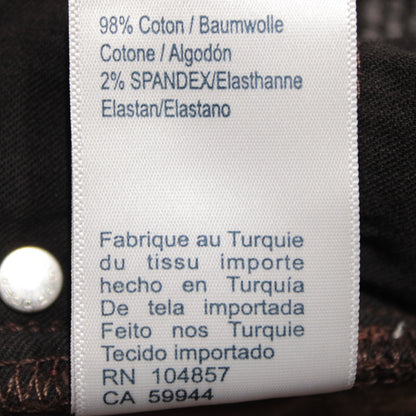 98% Coton / Baumwolle
Cotone / Algodón
2% SPANDEX/Elasthanne
Elastan/Elastano
Fabrique au Turquie
du tissu importe
hecho en Turquía
De tela importada
Feito nos Turquie
Tecido importado
RN 104857
CA 59944